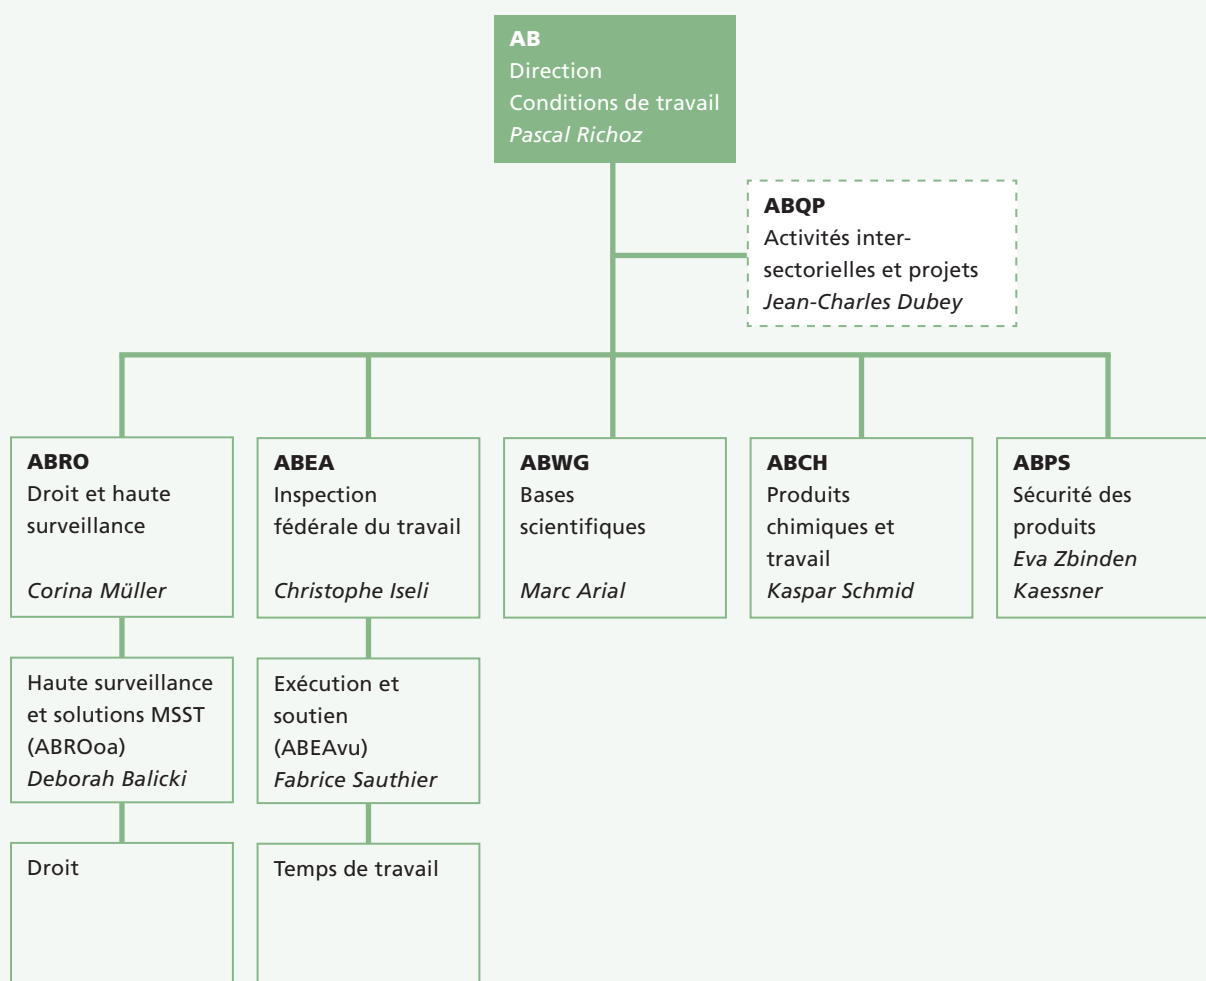 AB
Direction
Conditions de travail
Pascal Richoz
ABQP
Activités inter-
sectorielles et projets
Jean-Charles Dubey
ABRO
Droit et haute
surveillance
Corina Müller
ABEA
Inspection
fédérale du travail
Christophe Iseli
ABWG
Bases
scientifiques
Marc Arial
ABCH
Produits
chimiques et
travail
Kaspar Schmid
ABPS
Sécurité des
produits
Eva Zbinden
Kaessner
Haute surveillance
et solutions MSST
(ABROoa)
Deborah Balicki
Exécution et
soutien
(ABEAvu)
Fabrice Sauthier
Droit
Temps de travail